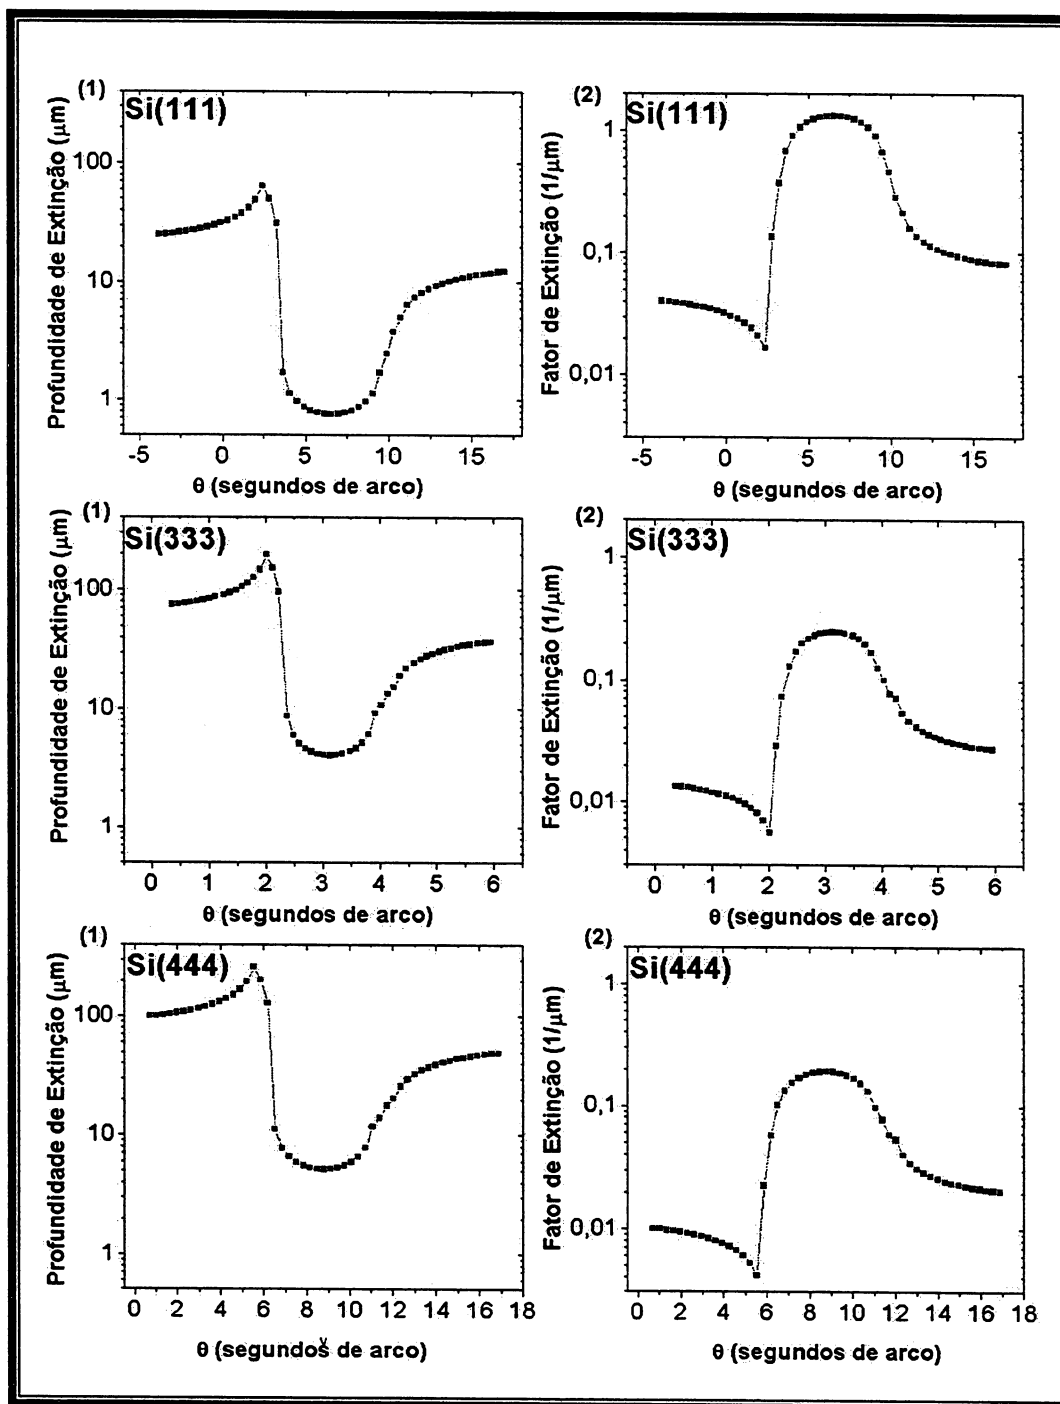 (1)
Si(111)
Profundidade de Extinção (μm)
100
10
1
-5 0 5 10 15
θ (segundos de arco)
(2)
Si(111)
Fator de Extinção (1/μm)
1
0,1
0,01
-5 0 5 10 15
θ (segundos de arco)
(1)
Si(333)
Profundidade de Extinção (μm)
100
10
1
0 1 2 3 4 5 6
θ (segundos de arco)
(2)
Si(333)
Fator de Extinção (1/μm)
1
0,1
0,01
0 1 2 3 4 5 6
θ (segundos de arco)
(1)
Si(444)
Profundidade de Extinção (μm)
100
10
1
0 2 4 6 8 10 12 14 16 18
θ (segundos de arco)
(2)
Si(444)
Fator de Extinção (1/μm)
1
0,1
0,01
0 2 4 6 8 10 12 14 16 18
θ (segundos de arco)